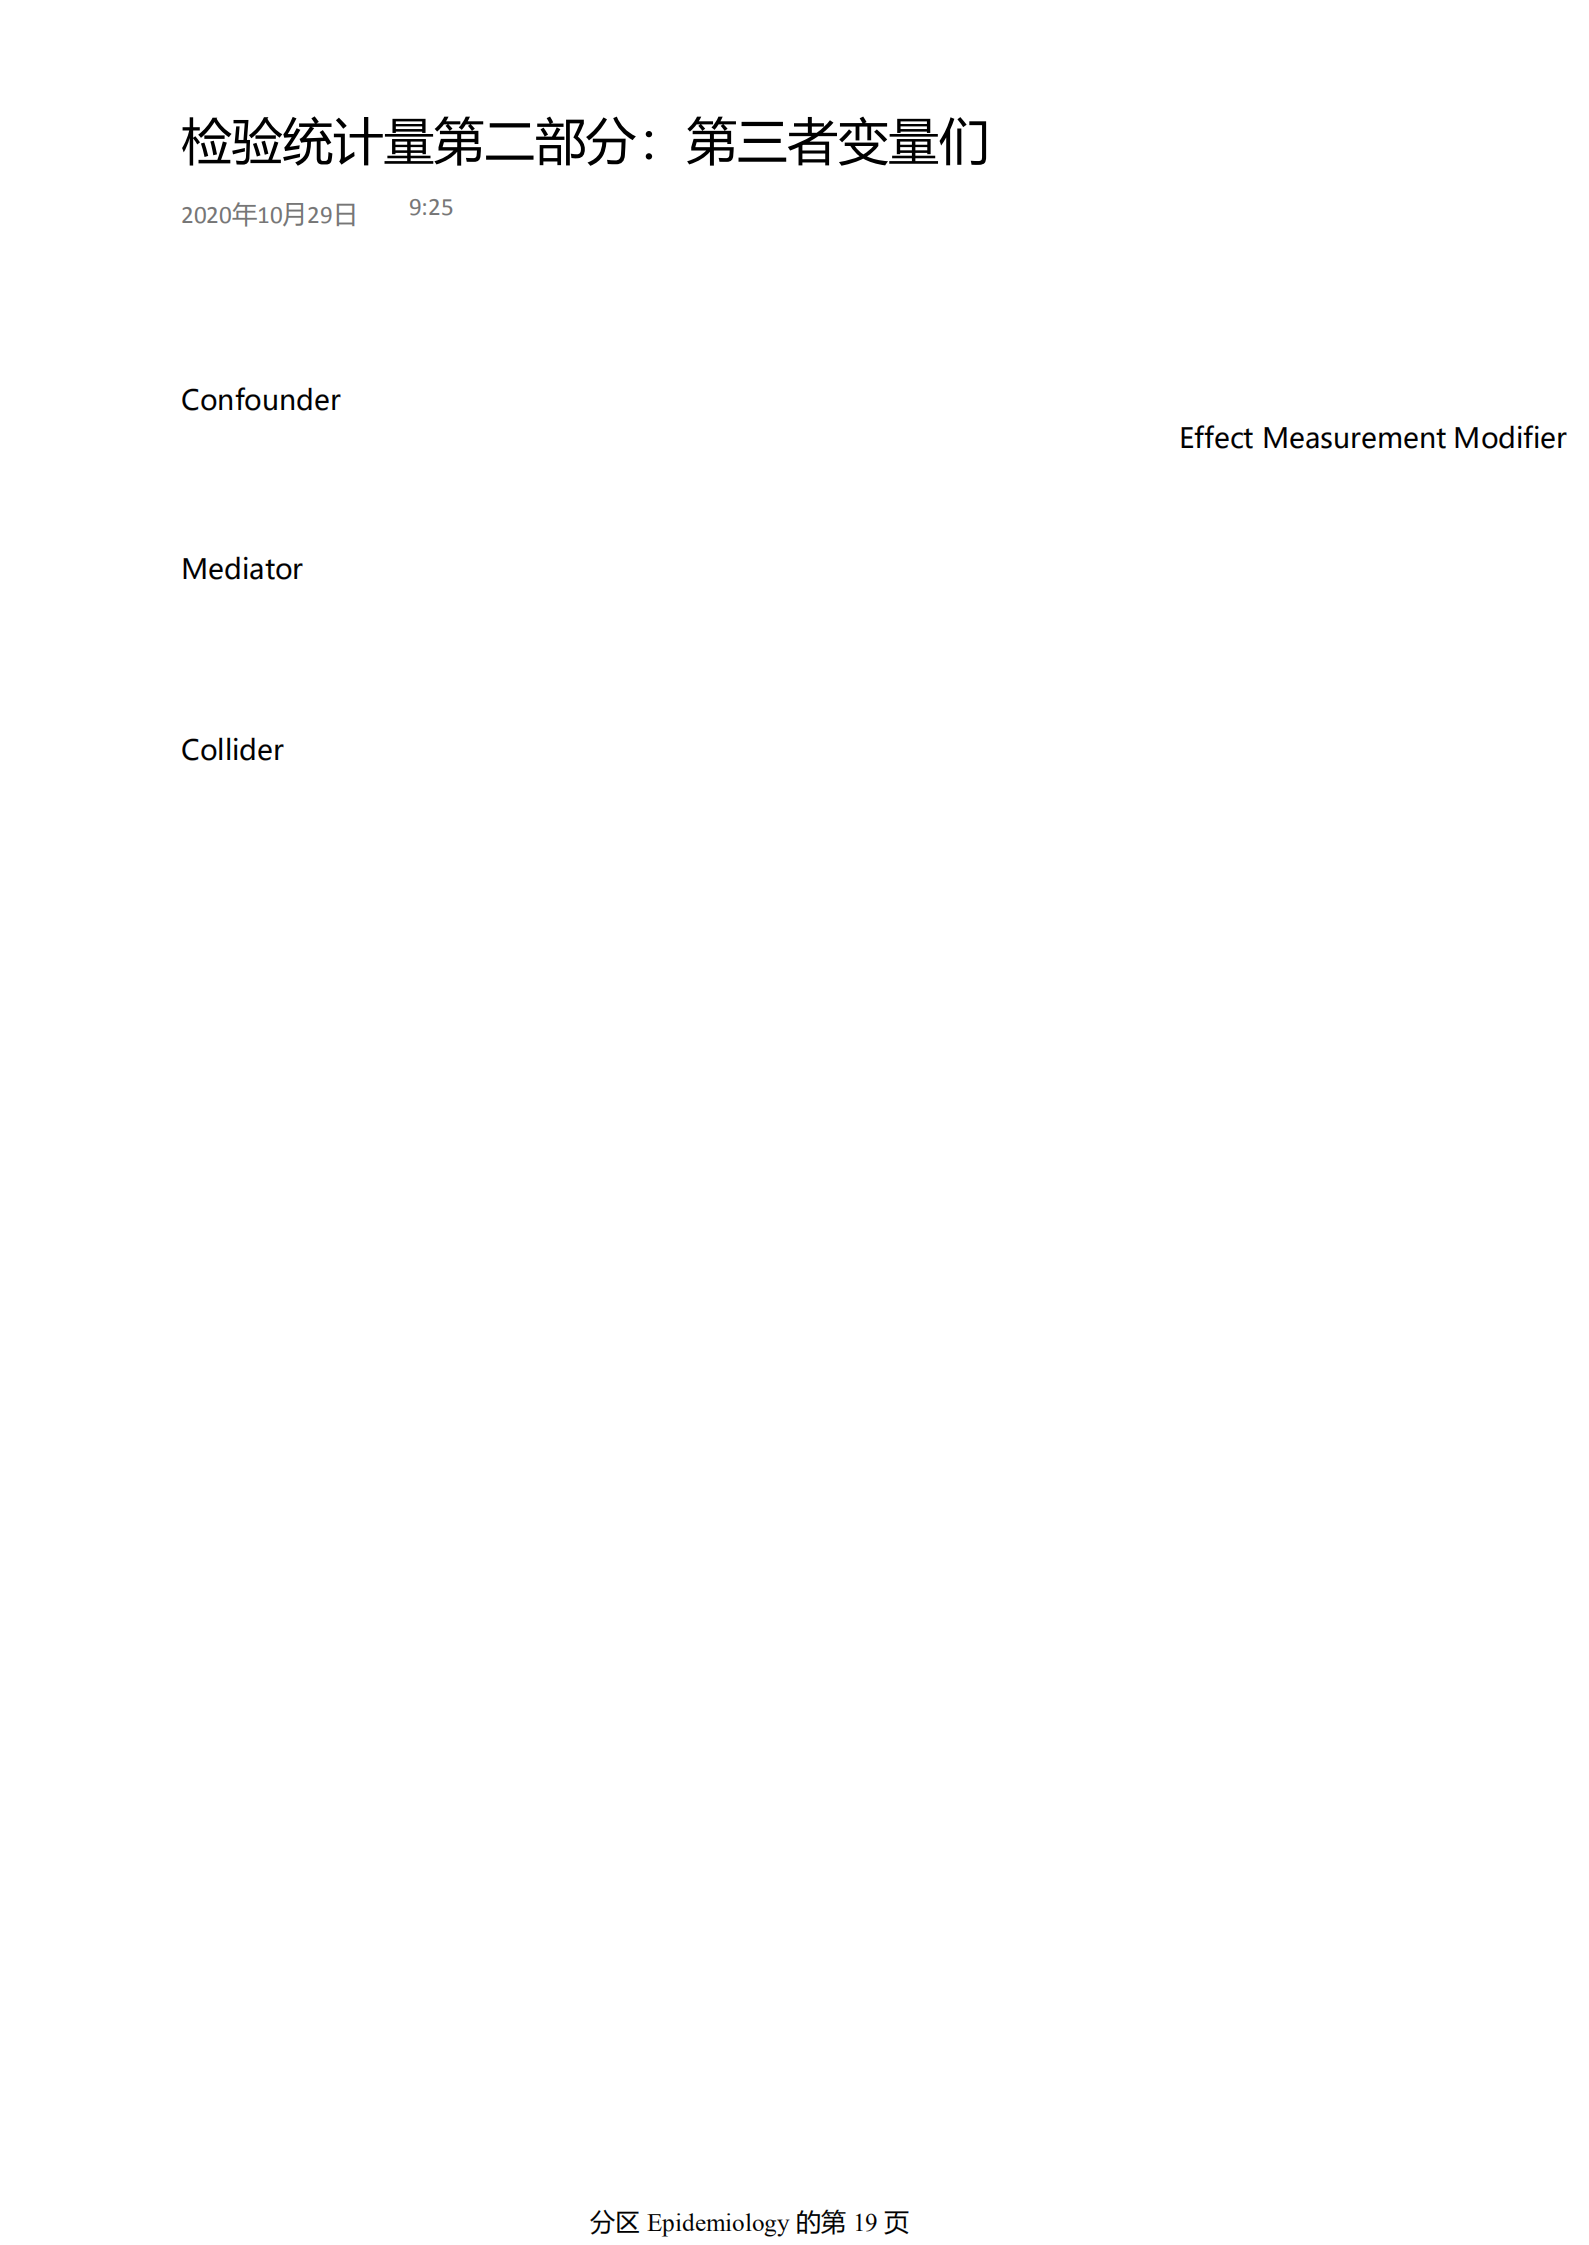 检验统计量第二部分：第三者变量们
2020年10月29日 9:25
Confounder
Effect Measurement Modifier
Mediator
Collider
分区 Epidemiology 的第 19 页